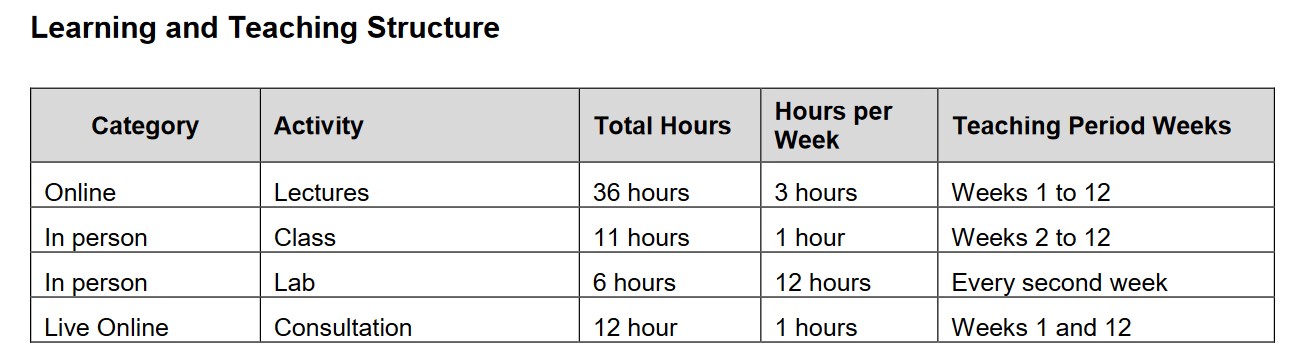 Learning and Teaching Structure
Category Activity Total Hours Hours per Week Teaching Period Weeks
Online Lectures 36 hours 3 hours Weeks 1 to 12
In person Class 11 hours 1 hour Weeks 2 to 12
In person Lab 6 hours 12 hours Every second week
Live Online Consultation 12 hour 1 hours Weeks 1 and 12